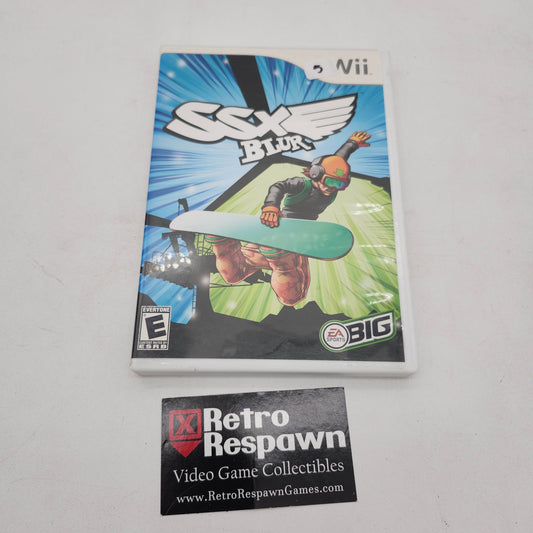 Wii
SSX
BLUR
EVERYONE
E
ESRB
EA
SPORTS
BIG
X Retro
Respawn
Video Game Collectibles
www.RetroRespawnGames.com